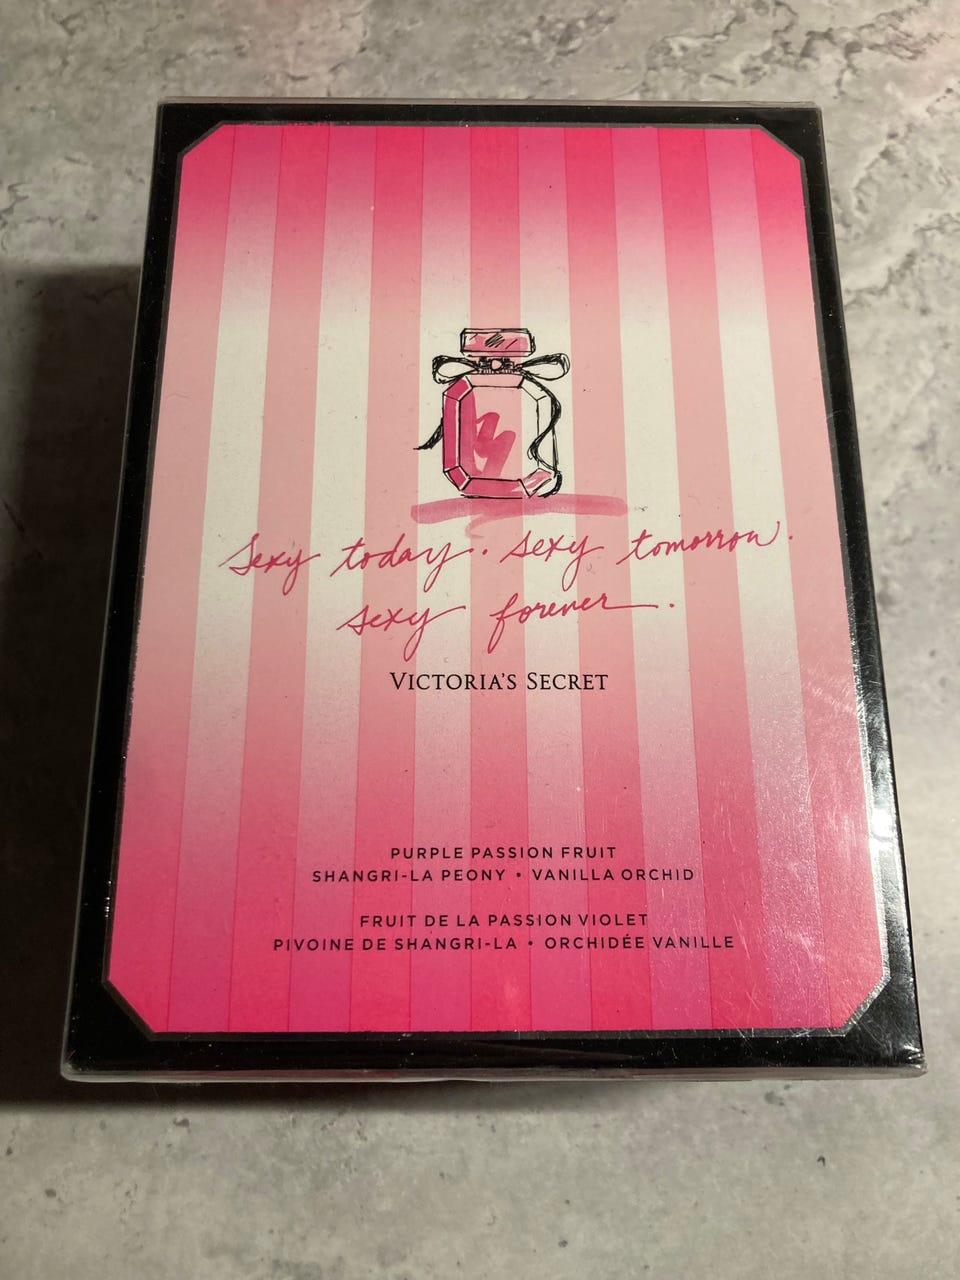 Sexy today. sexy tomorrow.
sexy forever.
VICTORIA'S SECRET
PURPLE PASSION FRUIT
SHANGRI-LA PEONY • VANILLA ORCHID
FRUIT DE LA PASSION VIOLET
PIVOINE DE SHANGRI-LA • ORCHIDÉE VANILLE